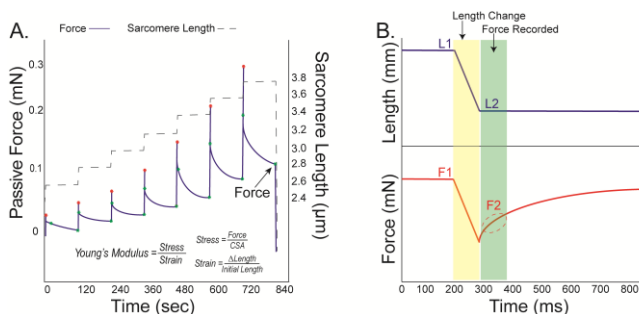 A.
Force
Sarcomere Length
Passive Force (mN)
0.3
0.2
0.1
0
Sarcomere Length (μm)
3.8
3.6
3.4
3.2
3.0
2.8
2.6
2.4
Force
Young's Modulus = Stress/Strain
Stress = Force/CSA
Strain = ΔLength/Initial Length
0 120 240 360 480 600 720 840
Time (sec)
B.
Length Change
Force Recorded
Length (mm)
L1
L2
Force (mN)
F1
F2
0 100 200 300 400 500 600 700 800
Time (ms)